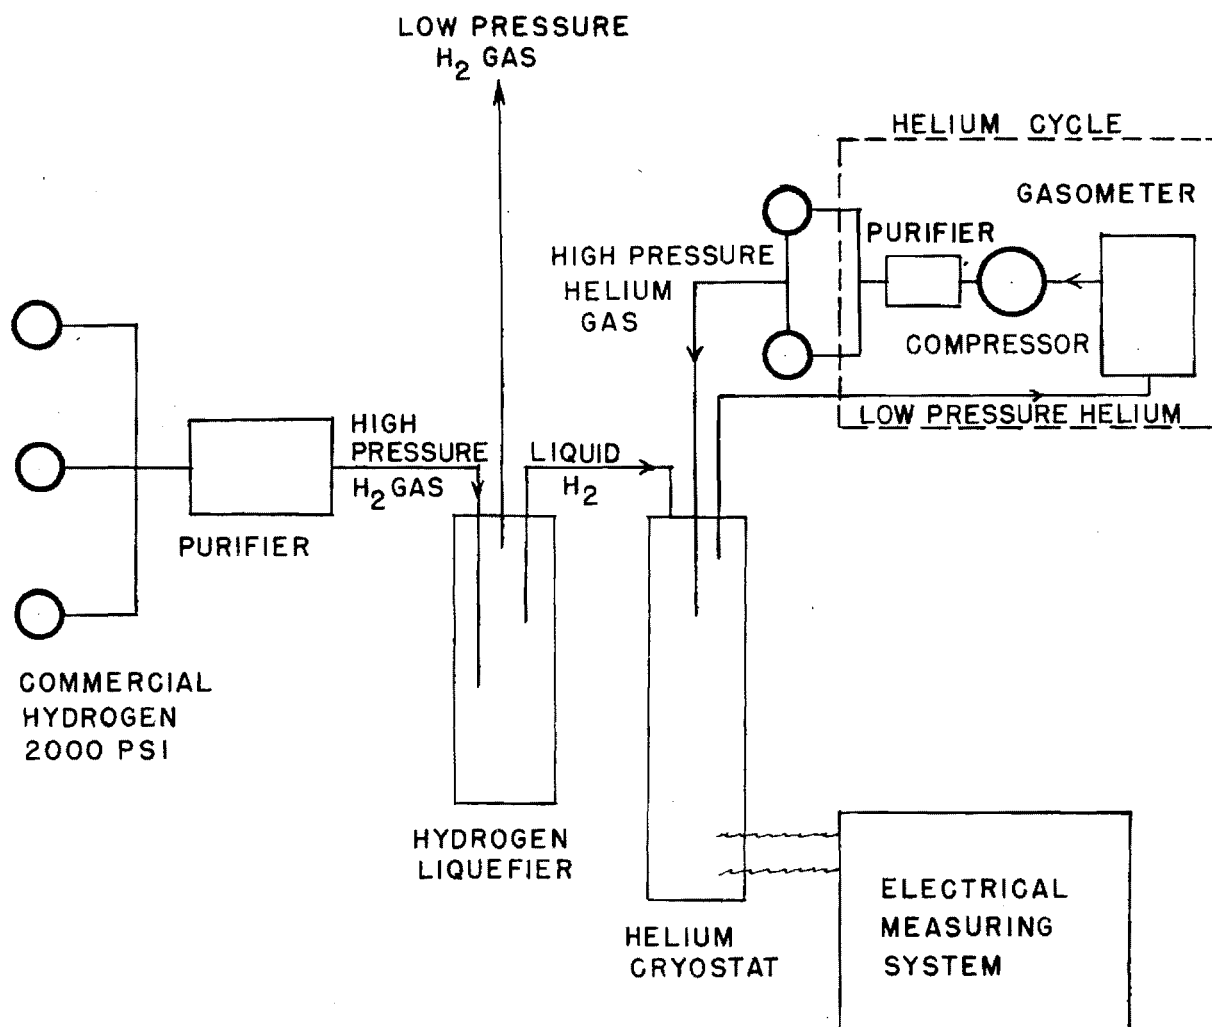 LOW PRESSURE
H₂ GAS
HELIUM CYCLE
GASOMETER
PURIFIER
HIGH PRESSURE
HELIUM
GAS
COMPRESSOR
LOW PRESSURE HELIUM
HIGH
PRESSURE
H₂ GAS
LIQUID
H₂
PURIFIER
COMMERCIAL
HYDROGEN
2000 PSI
HYDROGEN
LIQUEFIER
HELIUM
CRYOSTAT
ELECTRICAL
MEASURING
SYSTEM